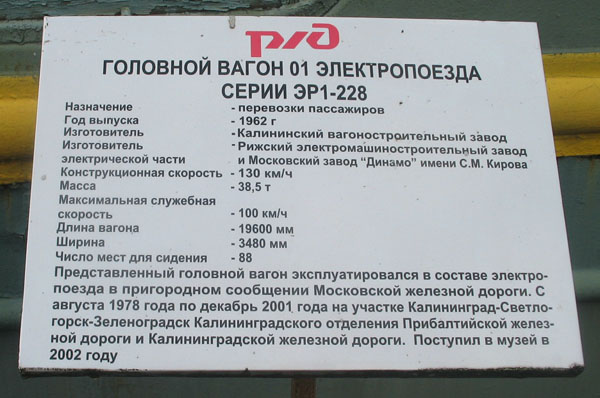 РЖД
ГОЛОВНОЙ ВАГОН 01 ЭЛЕКТРОПОЕЗДА
СЕРИИ ЭР1-228
Назначение - перевозки пассажиров
Год выпуска - 1962 г
Изготовитель - Калининский вагоностроительный завод
Изготовитель - Рижский электромашиностроительный завод
электрической части и Московский завод "Динамо" имени С.М. Кирова
Конструкционная скорость - 130 км/ч
Масса - 38,5 т
Максимальная служебная
скорость - 100 км/ч
Длина вагона - 19600 мм
Ширина - 3480 мм
Число мест для сидения - 88
Представленный головной вагон эксплуатировался в составе электро-
поезда в пригородном сообщении Московской железной дороги. С
августа 1978 года по декабрь 2001 года на участке Калининград-Светло-
горск-Зеленоградск Калининградского отделения Прибалтийской желез-
ной дороги и Калининградской железной дороги. Поступил в музей в
2002 году